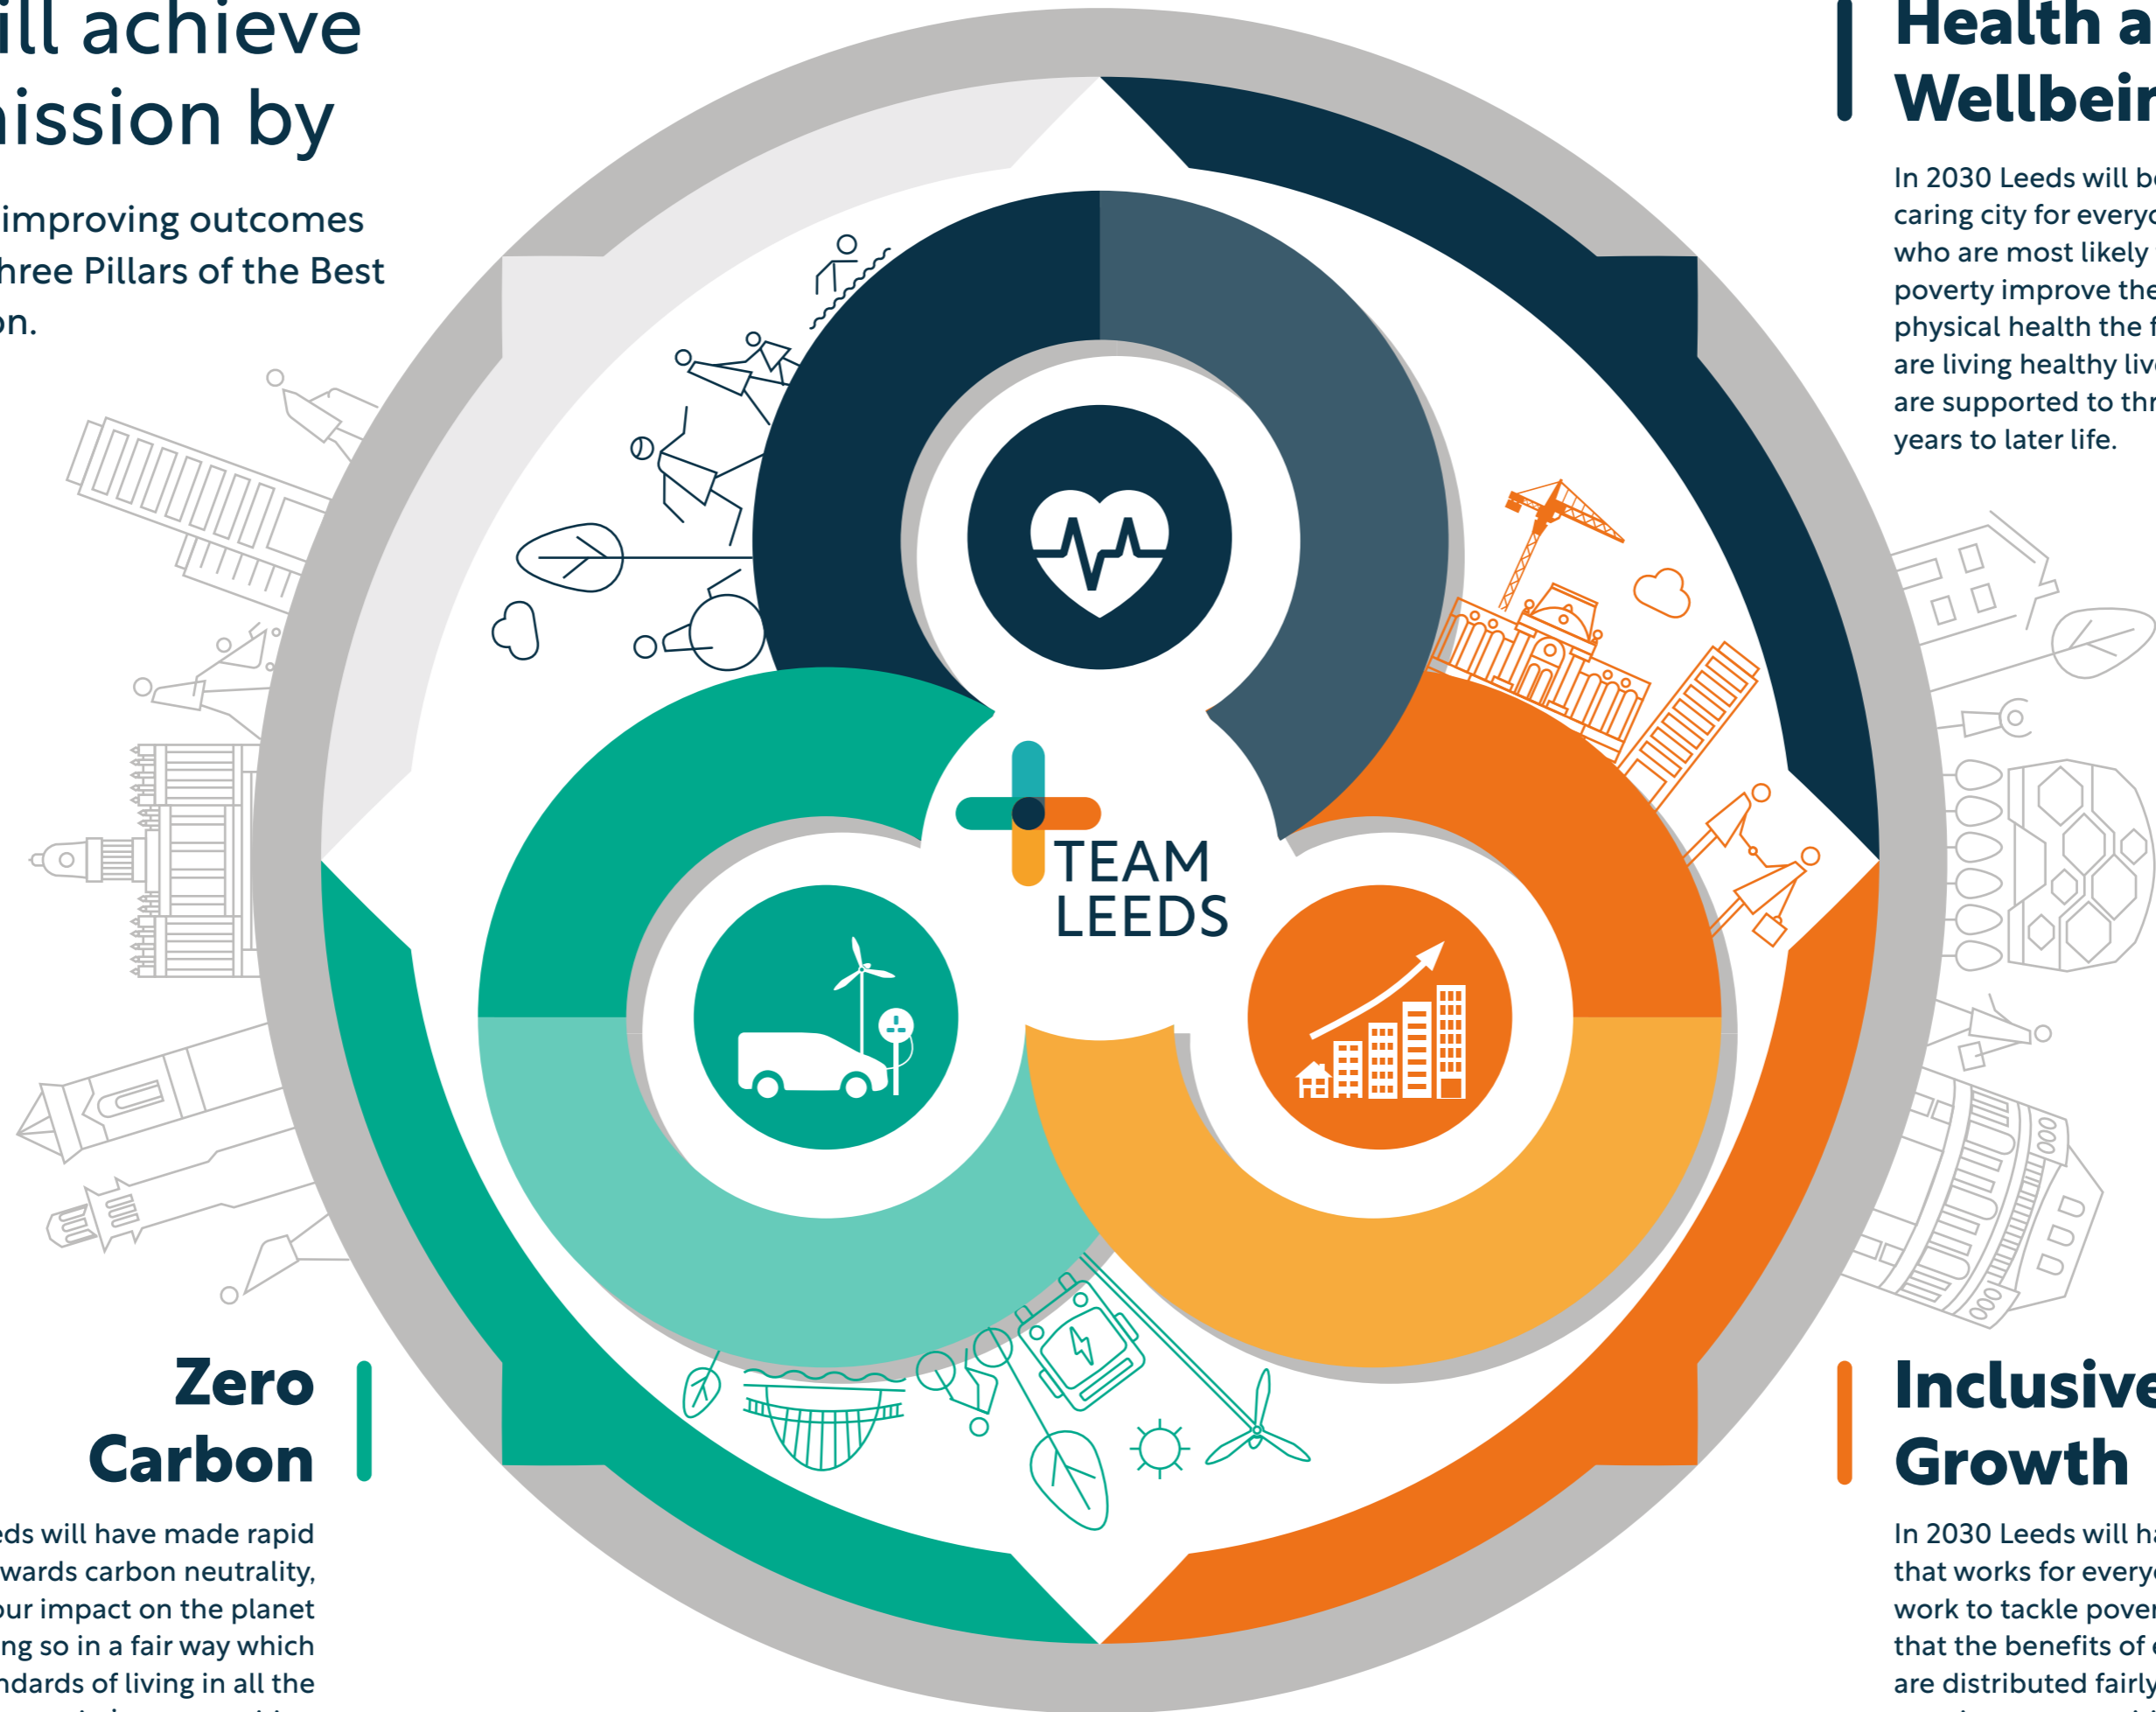 ill achieve
ission by
improving outcomes
hree Pillars of the Best
on.
Health a
Wellbein
In 2030 Leeds will b
caring city for everyo
who are most likely
poverty improve the
physical health the f
are living healthy live
are supported to thr
years to later life.
TEAM
LEEDS
Zero
Carbon
eds will have made rapid
wards carbon neutrality,
our impact on the planet
ng so in a fair way which
ndards of living in all the
Inclusive
Growth
In 2030 Leeds will ha
that works for everyo
work to tackle pover
that the benefits of
are distributed fairly